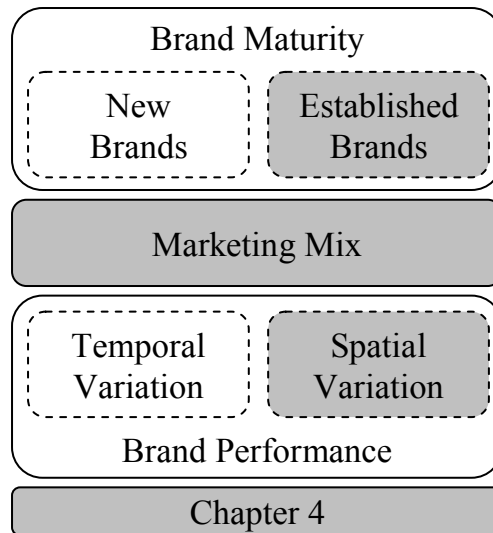 Brand Maturity
New
Brands
Established
Brands
Marketing Mix
Temporal
Variation
Spatial
Variation
Brand Performance
Chapter 4